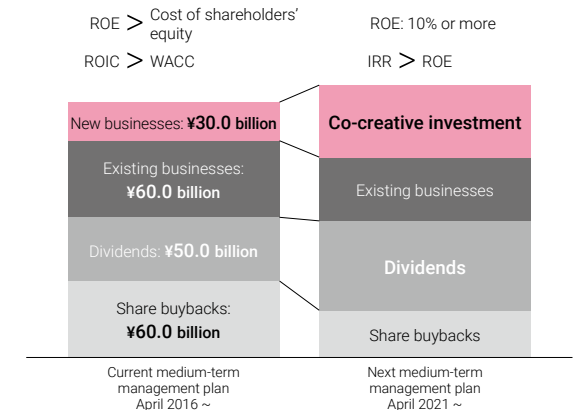 ROE > Cost of shareholders’
equity
ROIC > WACC
ROE: 10% or more
IRR > ROE
New businesses: ¥30.0 billion
Existing businesses:
¥60.0 billion
Dividends: ¥50.0 billion
Share buybacks:
¥60.0 billion
Co-creative investment
Existing businesses
Dividends
Share buybacks
Current medium-term
management plan
April 2016 ~
Next medium-term
management plan
April 2021 ~